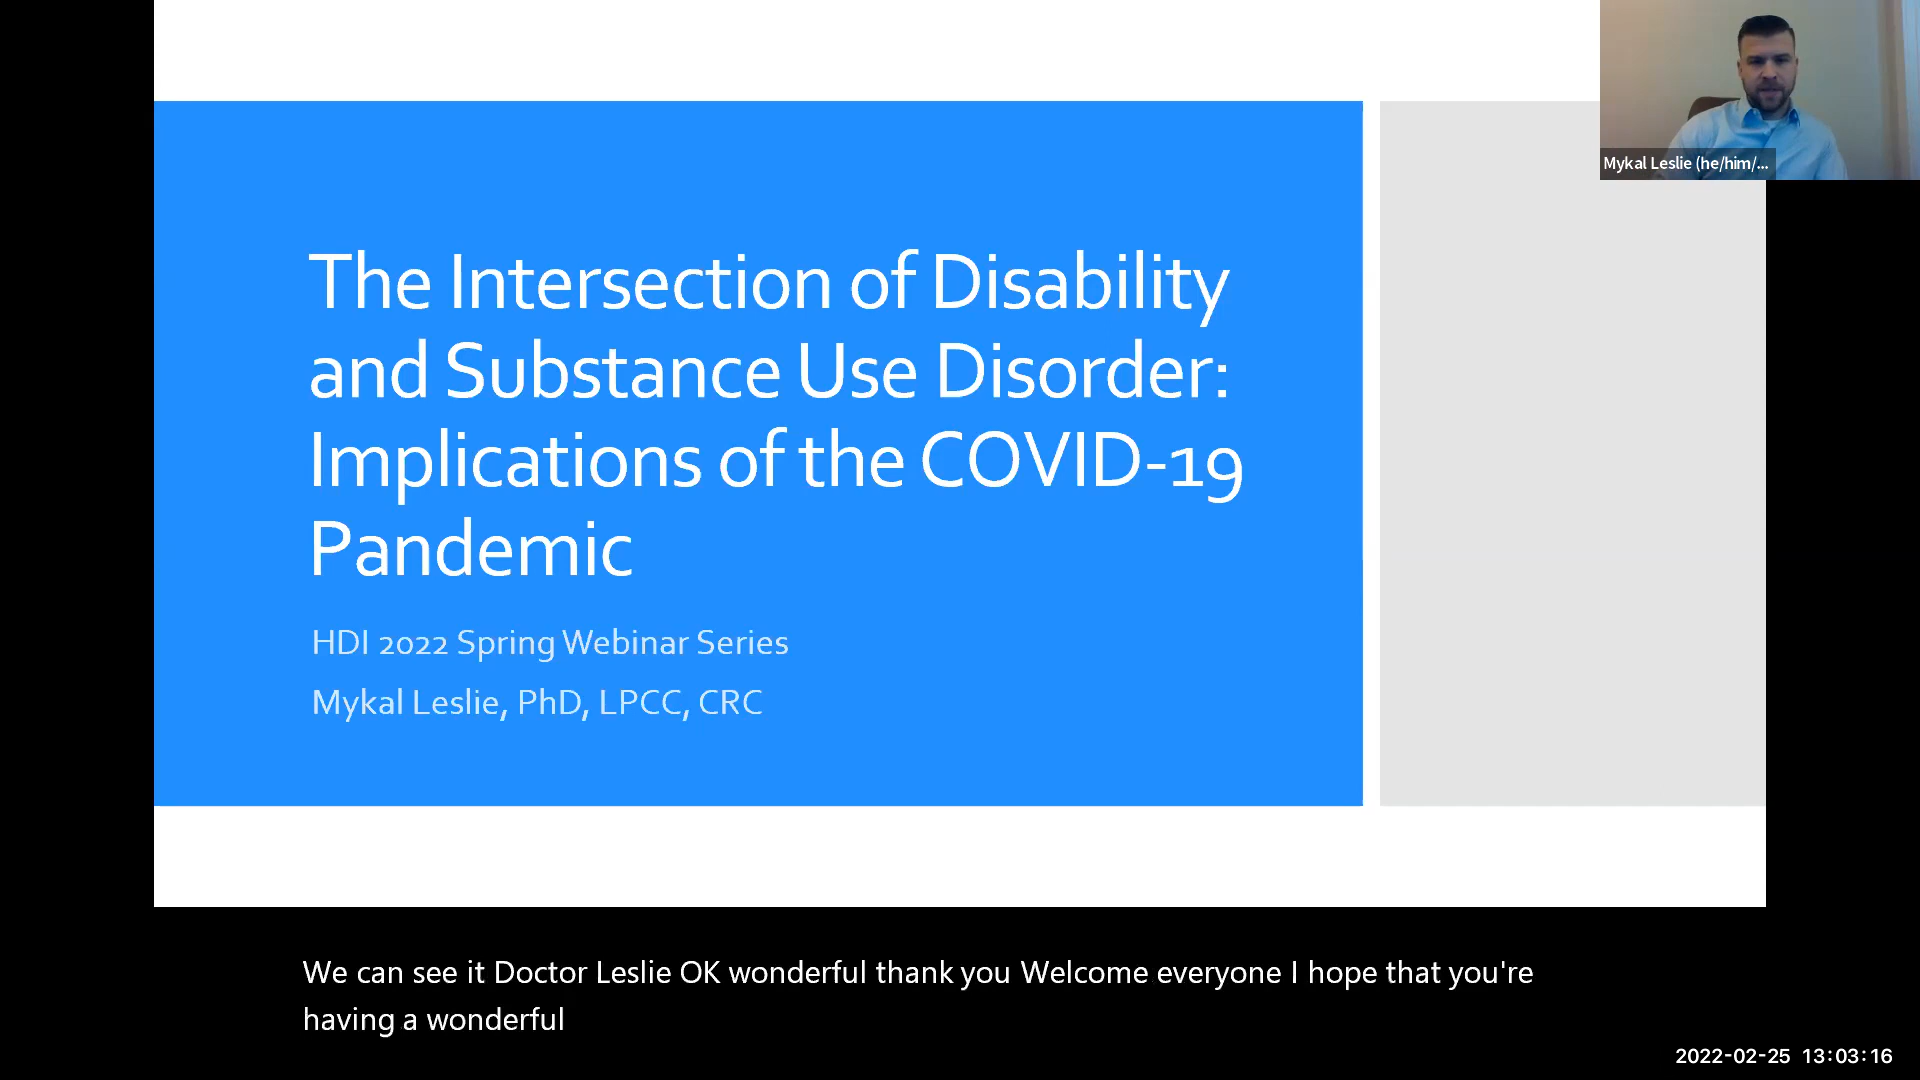 Mykal Leslie (he/him/...
The Intersection of Disability
and Substance Use Disorder:
Implications of the COVID-19
Pandemic
HDI 2022 Spring Webinar Series
Mykal Leslie, PhD, LPCC, CRC
We can see it Doctor Leslie OK wonderful thank you Welcome everyone I hope that you're
having a wonderful
2022-02-25 13:03:16